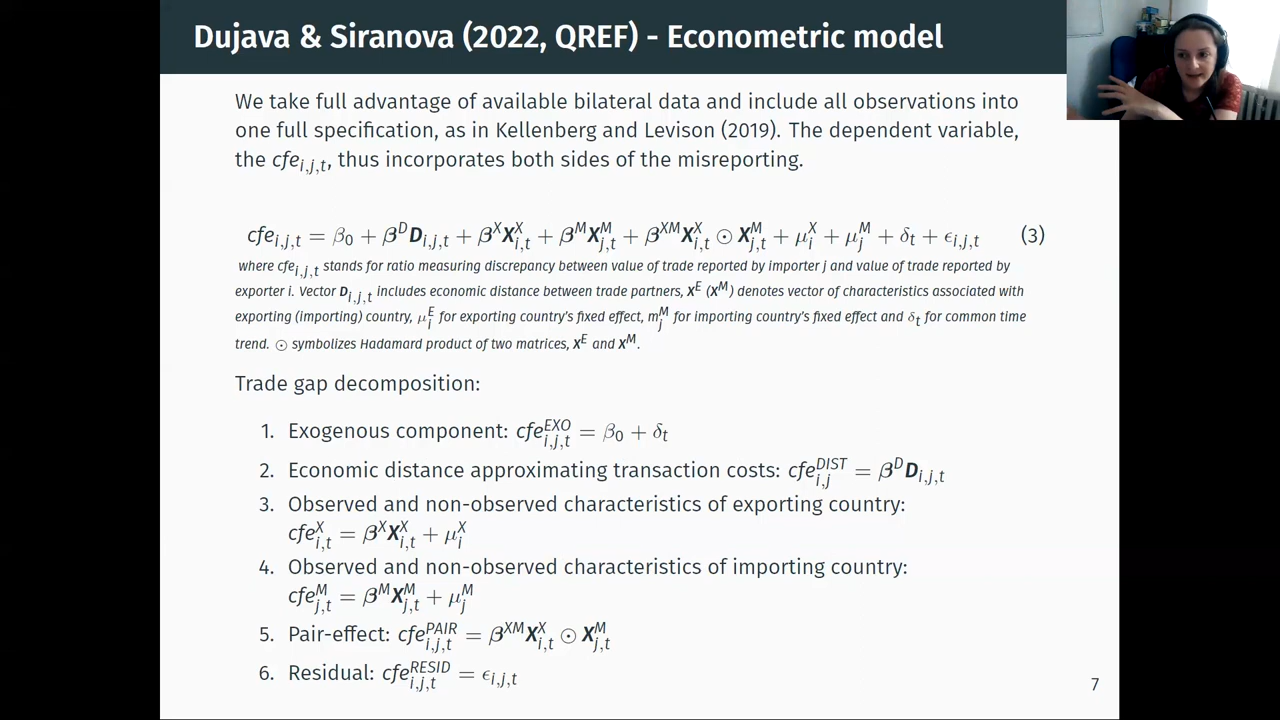 Dujava & Siranova (2022, QREF) - Econometric model
We take full advantage of available bilateral data and include all observations into
one full specification, as in Kellenberg and Levison (2019). The dependent variable,
the cfe_{i,j,t}, thus incorporates both sides of the misreporting.
cfe_{i,j,t} = β_0 + β^D D_{i,j,t} + β^X X^X_{i,t} + β^M X^M_{j,t} + β^{XM} X^X_{i,t} ⊙ X^M_{j,t} + μ^X_i + μ^M_j + δ_t + ϵ_{i,j,t} (3)
where cfe_{i,j,t} stands for ratio measuring discrepancy between value of trade reported by importer j and value of trade reported by
exporter i. Vector D_{i,j,t} includes economic distance between trade partners, X^E (X^M) denotes vector of characteristics associated with
exporting (importing) country, μ^E_i for exporting country's fixed effect, m^M_j for importing country's fixed effect and δ_t for common time
trend. ⊙ symbolizes Hadamard product of two matrices, X^E and X^M.
Trade gap decomposition:
1. Exogenous component: cfe^{EXO}_{i,j,t} = β_0 + δ_t
2. Economic distance approximating transaction costs: cfe^{DIST}_{i,j} = β^D D_{i,j,t}
3. Observed and non-observed characteristics of exporting country:
cfe^X_{i,t} = β^X X^X_{i,t} + μ^X_i
4. Observed and non-observed characteristics of importing country:
cfe^M_{j,t} = β^M X^M_{j,t} + μ^M_j
5. Pair-effect: cfe^{PAIR}_{i,j,t} = β^{XM} X^X_{i,t} ⊙ X^M_{j,t}
6. Residual: cfe^{RESID}_{i,j,t} = ϵ_{i,j,t}
7